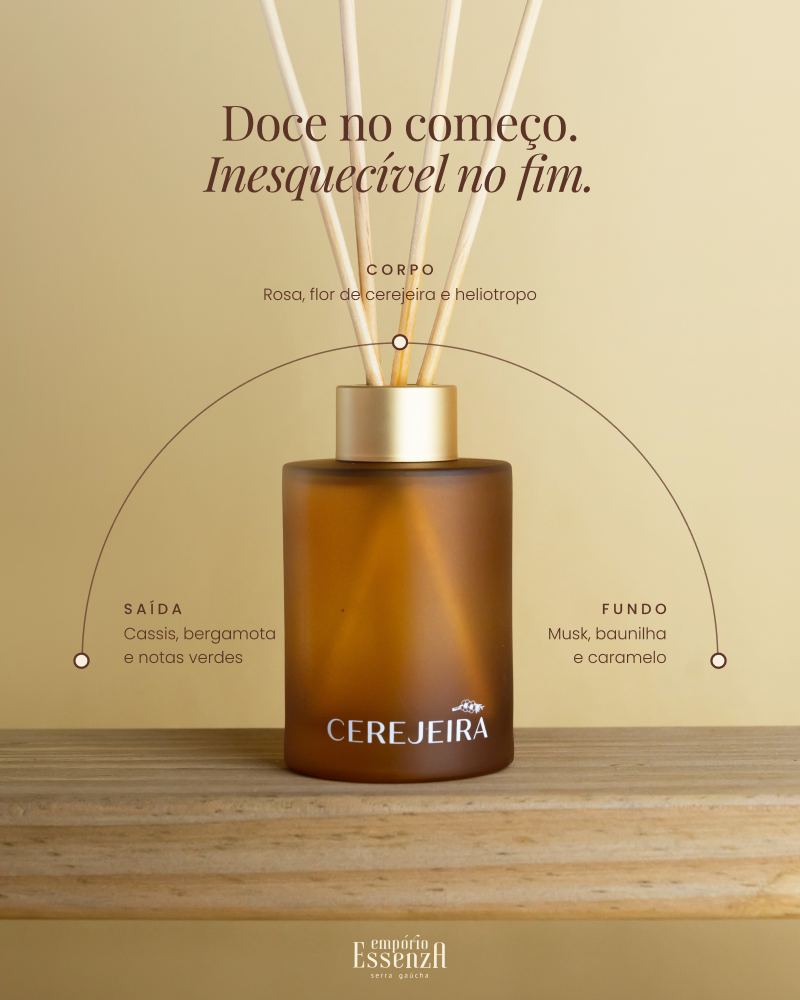 Doce no começo.
Inesquecível no fim.
CORPO
Rosa, flor de cerejeira e heliotropo
SAÍDA
Cassis, bergamota
e notas verdes
FUNDO
Musk, baunilha
e caramelo
CEREJEIRA
empório
EssenzA
serra gaúcha